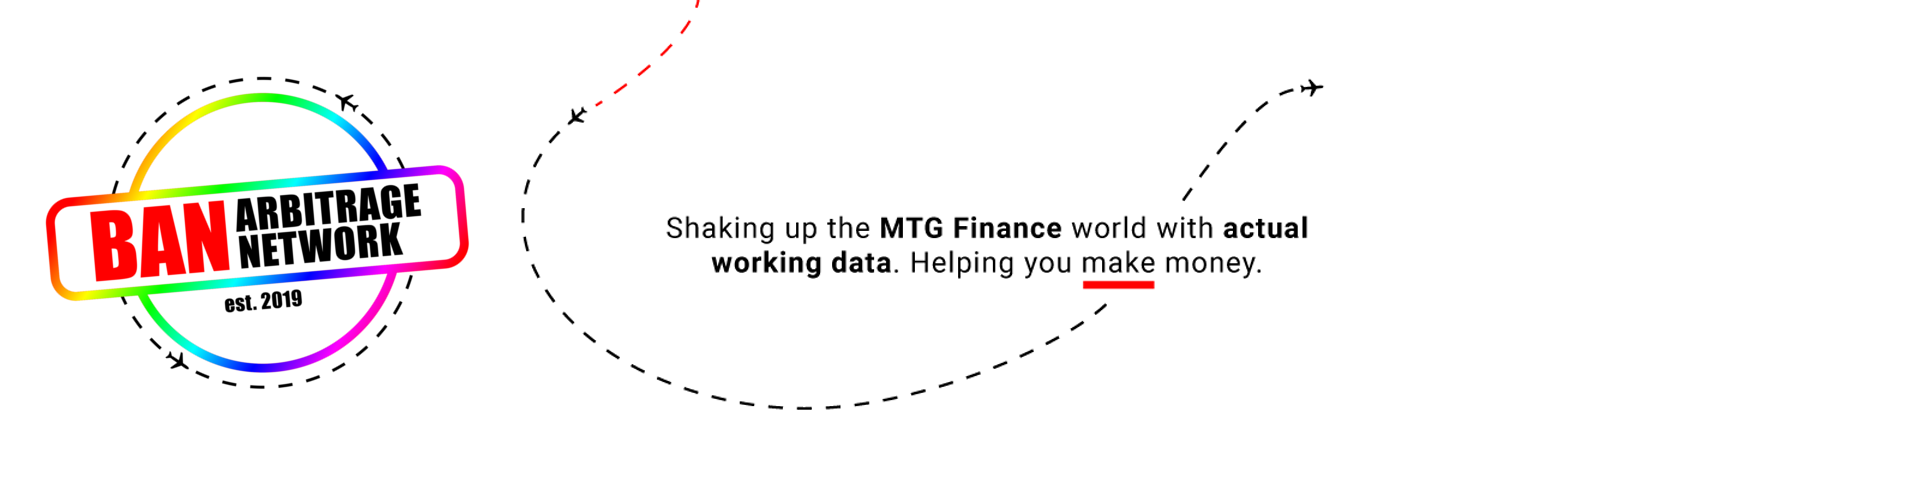 BAN ARBITRAGE
NETWORK
est. 2019
Shaking up the MTG Finance world with actual
working data. Helping you make money.